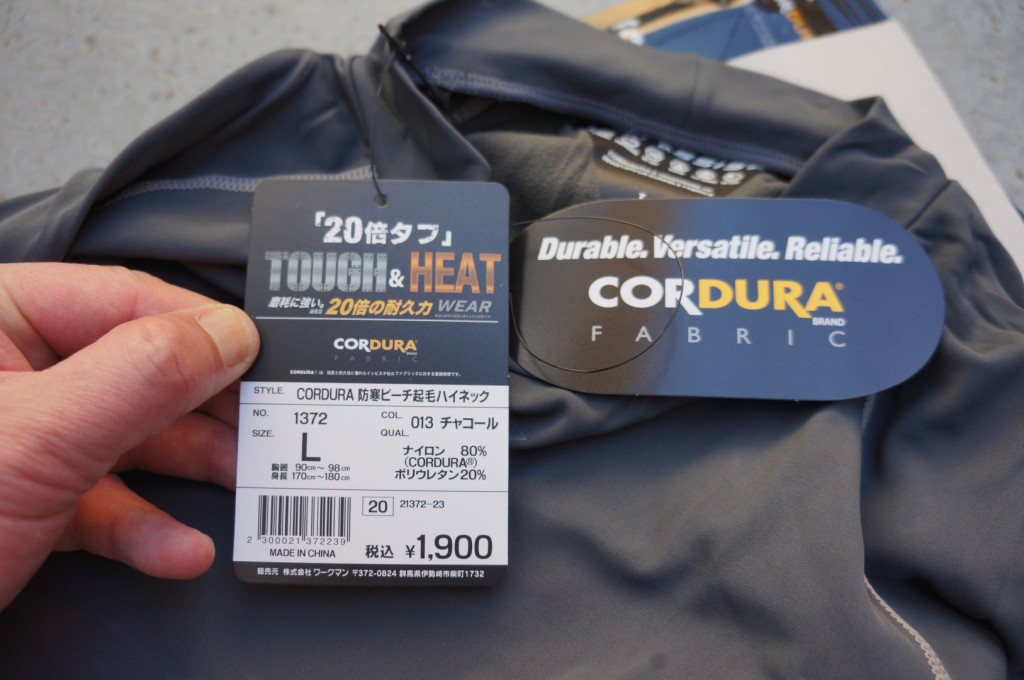 「20倍タフ」
TOUGH & HEAT
磨耗に強い。
20倍の耐久力 WEAR
CORDURA
BRAND
FABRIC
STYLE. CORDURA 防寒ピーチ起毛ハイネック
NO. 1372
COL. 013 チャコール
SIZE. L
胸囲 90cm〜 98cm
身長 170cm〜180cm
QUAL.
ナイロン 80%
(CORDURA®)
ポリウレタン20%
2 300021 372239
20 21372-23
MADE IN CHINA
税込 ¥1,900
販売元 株式会社 ワークマン 〒372-0824 群馬県伊勢崎市柴町1732
Durable. Versatile. Reliable.
CORDURA®
BRAND
FABRIC